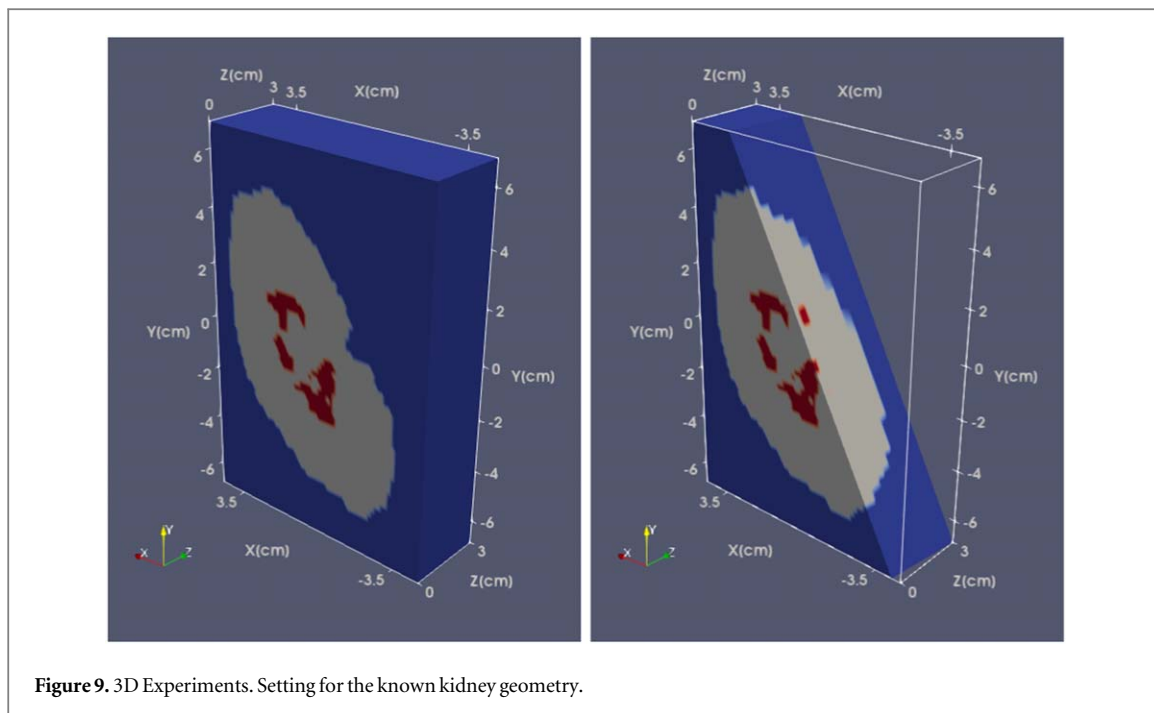 Z(cm) 3 3.5 X(cm) -3.5
0
6
4
2
0
Y(cm)
-2
-4
-6
6
4
2
0 Y(cm)
-2
-4
-6
3.5
X(cm)
-3.5
0
Z(cm)
3
X Y Z
Z(cm) 3 3.5 X(cm) -3.5
0
6
4
2
0
Y(cm)
-2
-4
-6
6
4
2
0 Y(cm)
-2
-4
-6
3.5
X(cm)
-3.5
0
Z(cm)
3
X Y Z
Figure 9. 3D Experiments. Setting for the known kidney geometry.